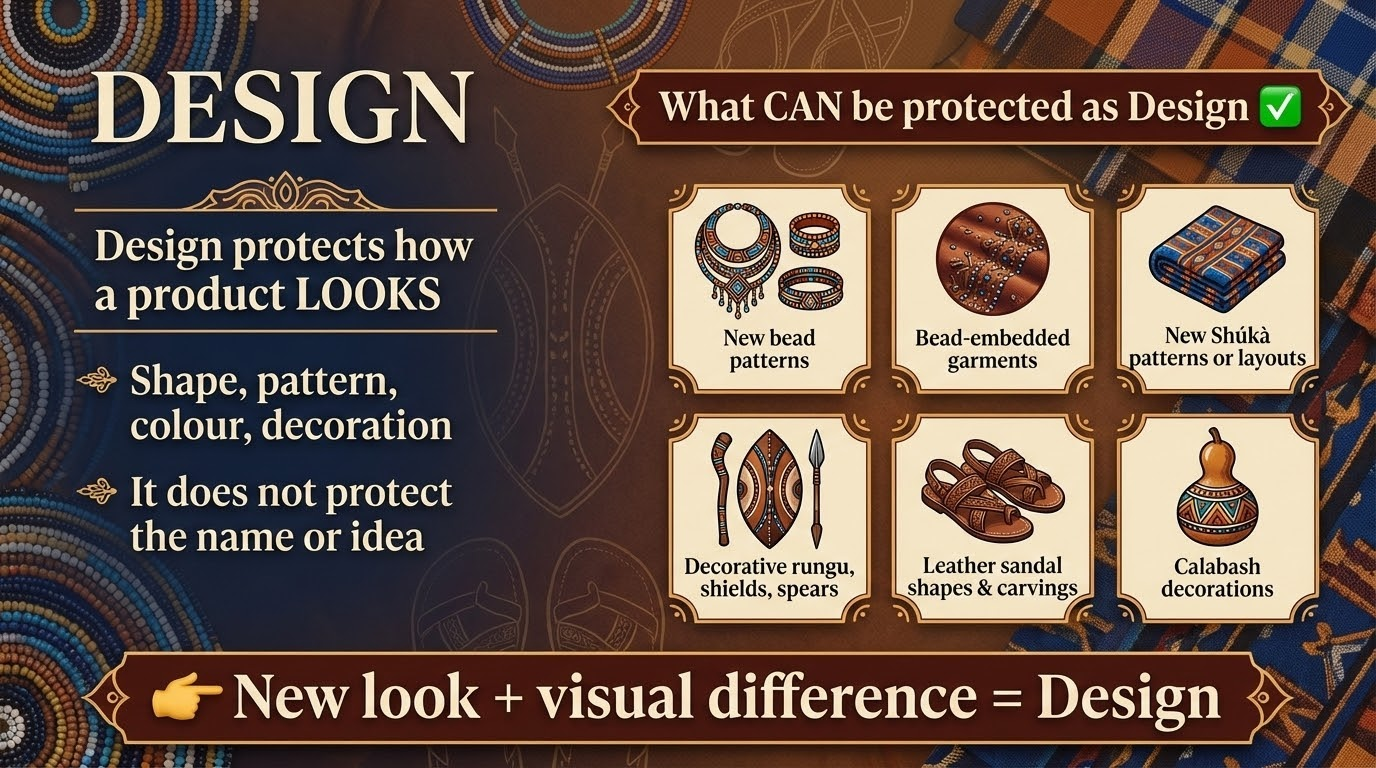 DESIGN
Design protects how
a product LOOKS
Shape, pattern,
colour, decoration
It does not protect
the name or idea
What CAN be protected as Design ✅
New bead
patterns
Bead-embedded
garments
New Shúkà
patterns or layouts
Decorative rungu,
shields, spears
Leather sandal
shapes & carvings
Calabash
decorations
👉 New look + visual difference = Design